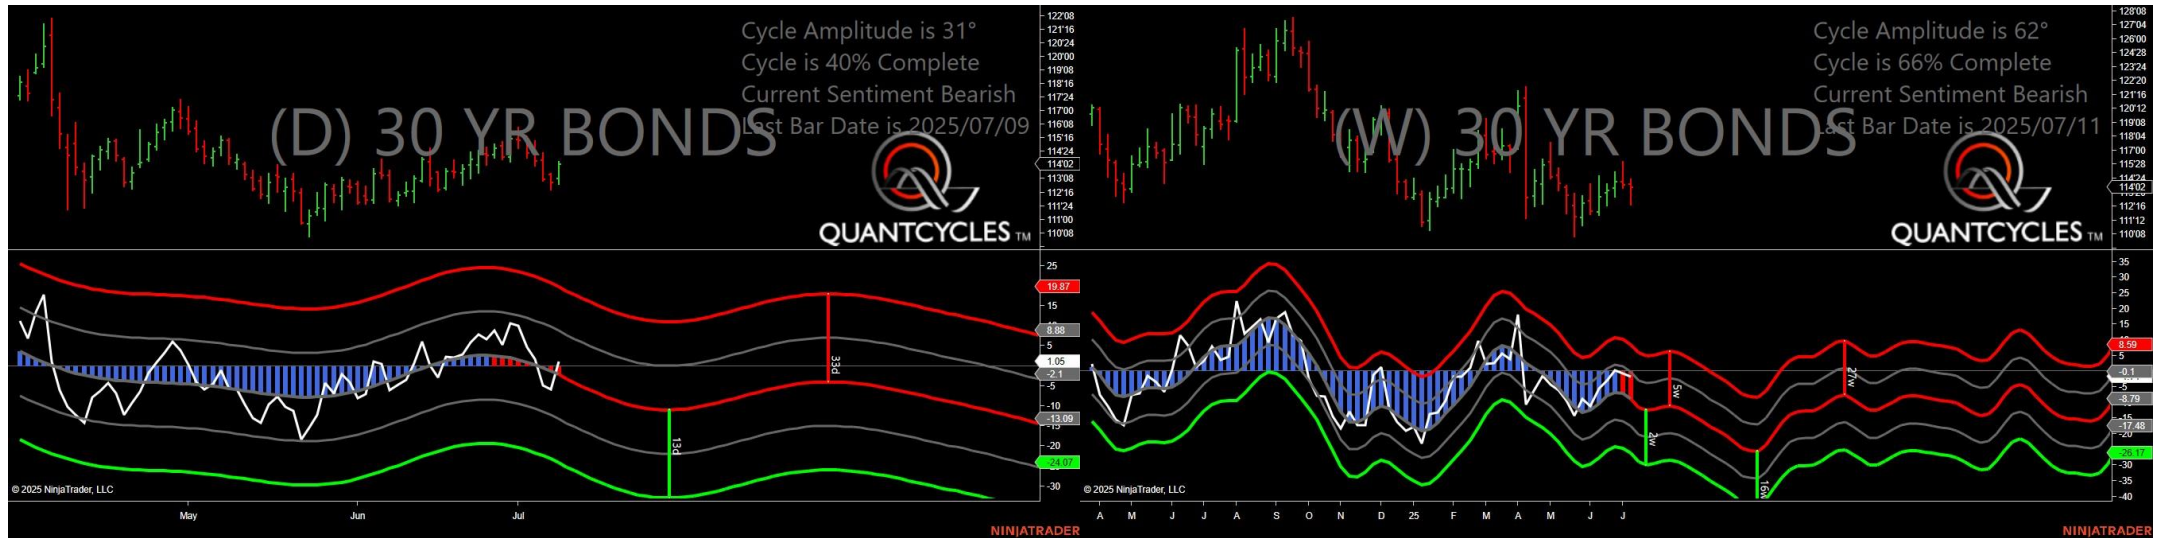 Cycle Amplitude is 31°
Cycle is 40% Complete
Current Sentiment Bearish
Last Bar Date is 2025/07/09
(D) 30 YR BONDS
QUANTCYCLES TM
122'08
121'16
120'24
120'00
119'08
118'16
117'24
117'00
116'08
115'16
114'24
114'02
113'08
112'16
111'24
111'00
110'08
25
19.87
15
8.88
1.05
-2.1
-5
-10
-13.09
-15
-20
-24.07
-30
33d
13d
© 2025 NinjaTrader, LLC
May
Jun
Jul
NINJATRADER
Cycle Amplitude is 62°
Cycle is 66% Complete
Current Sentiment Bearish
Last Bar Date is 2025/07/11
(W) 30 YR BONDS
QUANTCYCLES TM
128'08
127'04
126'00
124'28
123'24
122'20
121'16
120'12
119'08
118'04
117'00
115'28
114'02
112'16
111'12
110'08
35
30
25
20
15
8.59
5
-0.1
-5
-8.79
-15
-17.48
-20
-26.17
-30
-35
-40
5w
2w
27w
16w
© 2025 NinjaTrader, LLC
A
M
J
J
A
S
O
N
D
25
F
M
A
M
J
J
NINJATRADER